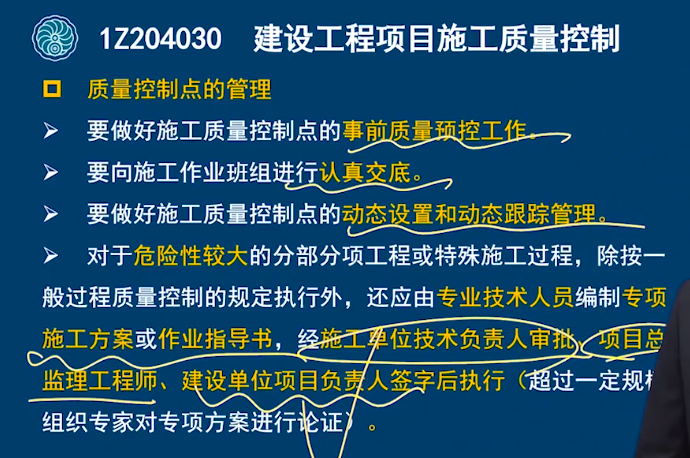 1Z204030 建设工程项目施工质量控制
质量控制点的管理
要做好施工质量控制点的事前质量预控工作。
要向施工作业班组进行认真交底。
要做好施工质量控制点的动态设置和动态跟踪管理。
对于危险性较大的分部分项工程或特殊施工过程，除按一
般过程质量控制的规定执行外，还应由专业技术人员编制专项
施工方案或作业指导书，经施工单位技术负责人审批、项目总
监理工程师、建设单位项目负责人签字后执行（超过一定规模
组织专家对专项方案进行论证）。